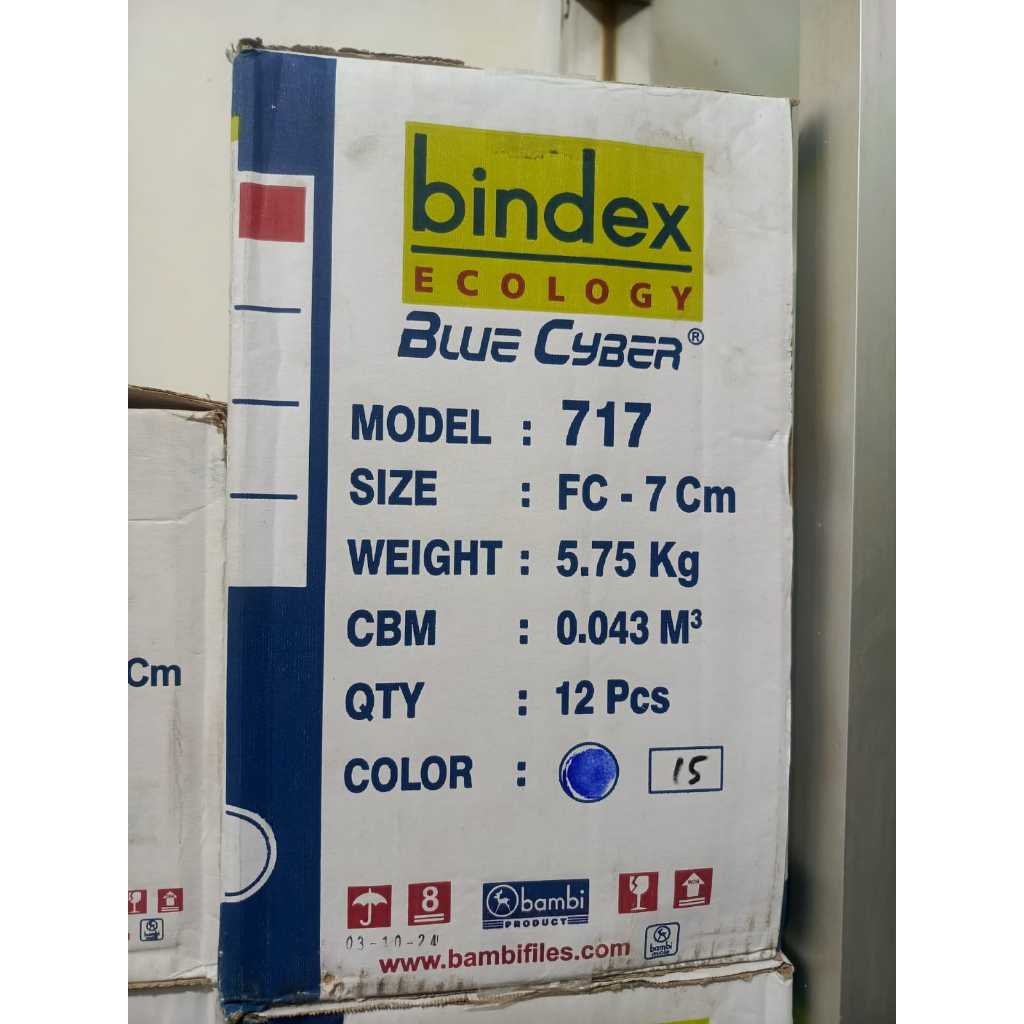 bindex
ECOLOGY
BLUE CYBER®
MODEL : 717
SIZE : FC - 7 Cm
WEIGHT : 5.75 Kg
CBM : 0.043 M³
QTY : 12 Pcs
COLOR : 15
Cm
8
bambi
PRODUCT
03-10-24
www.bambifiles.com
bambi